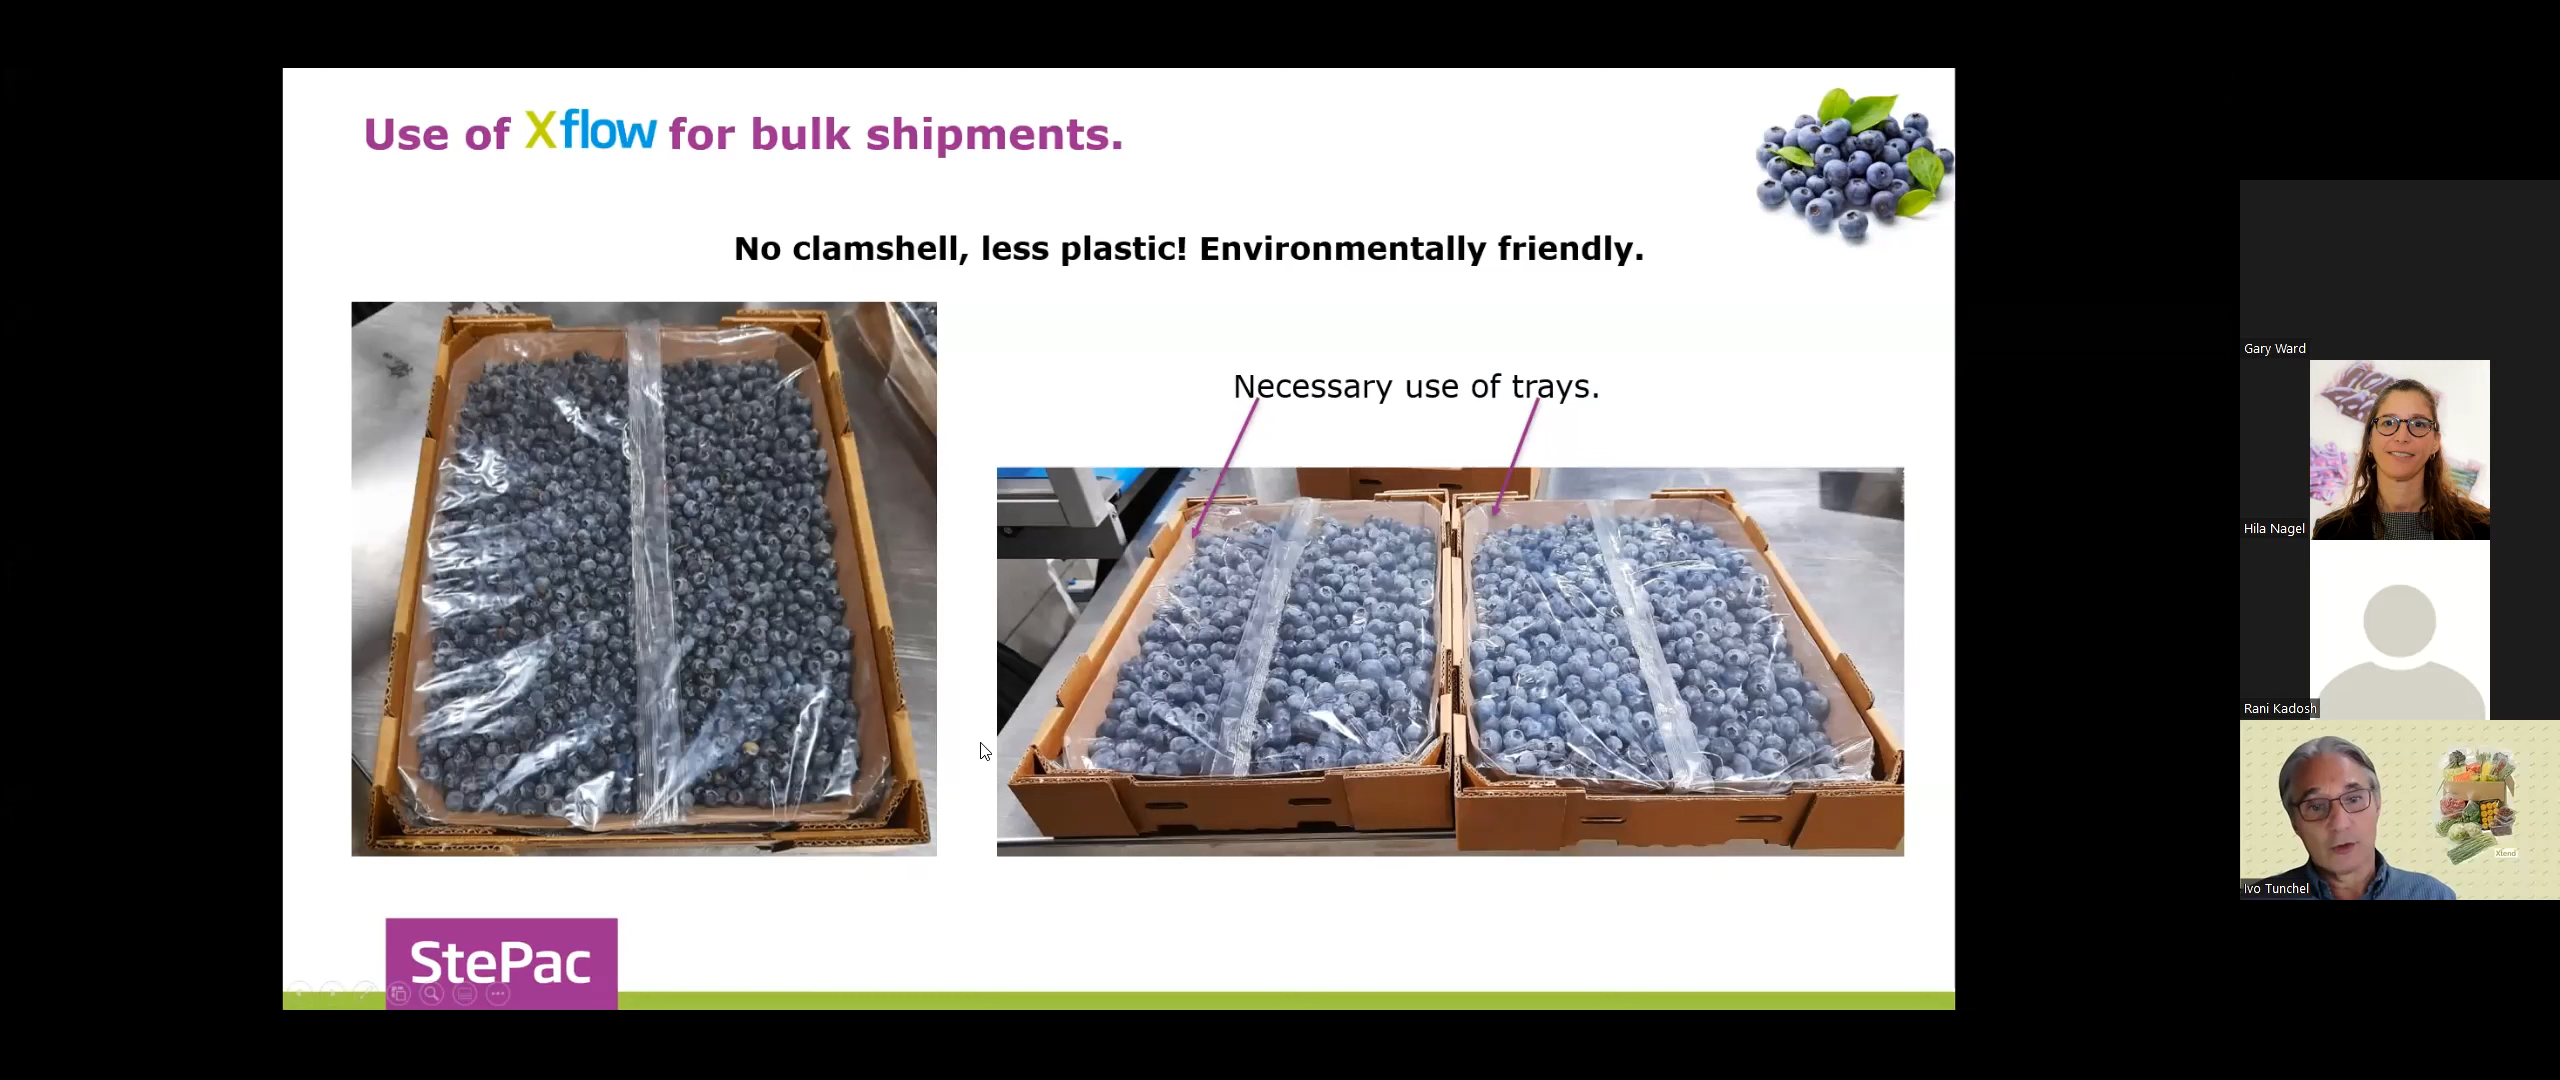 Use of Xflow for bulk shipments.
No clamshell, less plastic! Environmentally friendly.
Necessary use of trays.
StePac
Gary Ward
Hila Nagel
Rani Kadosh
Xtend
Ivo Tunchel